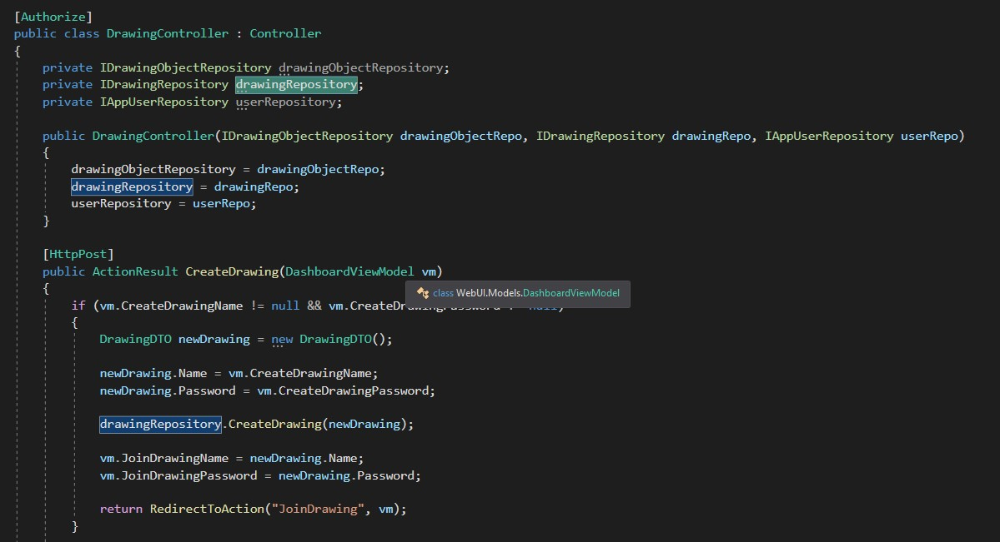 [Authorize]
public class DrawingController : Controller
{
private IDrawingObjectRepository drawingObjectRepository;
private IDrawingRepository drawingRepository;
private IAppUserRepository userRepository;
public DrawingController(IDrawingObjectRepository drawingObjectRepo, IDrawingRepository drawingRepo, IAppUserRepository userRepo)
{
drawingObjectRepository = drawingObjectRepo;
drawingRepository = drawingRepo;
userRepository = userRepo;
}
[HttpPost]
public ActionResult CreateDrawing(DashboardViewModel vm)
{
class WebUI.Models.DashboardViewModel
if (vm.CreateDrawingName != null && vm.CreateDrawingPassword != null)
{
DrawingDTO newDrawing = new DrawingDTO();
newDrawing.Name = vm.CreateDrawingName;
newDrawing.Password = vm.CreateDrawingPassword;
drawingRepository.CreateDrawing(newDrawing);
vm.JoinDrawingName = newDrawing.Name;
vm.JoinDrawingPassword = newDrawing.Password;
return RedirectToAction("JoinDrawing", vm);
}